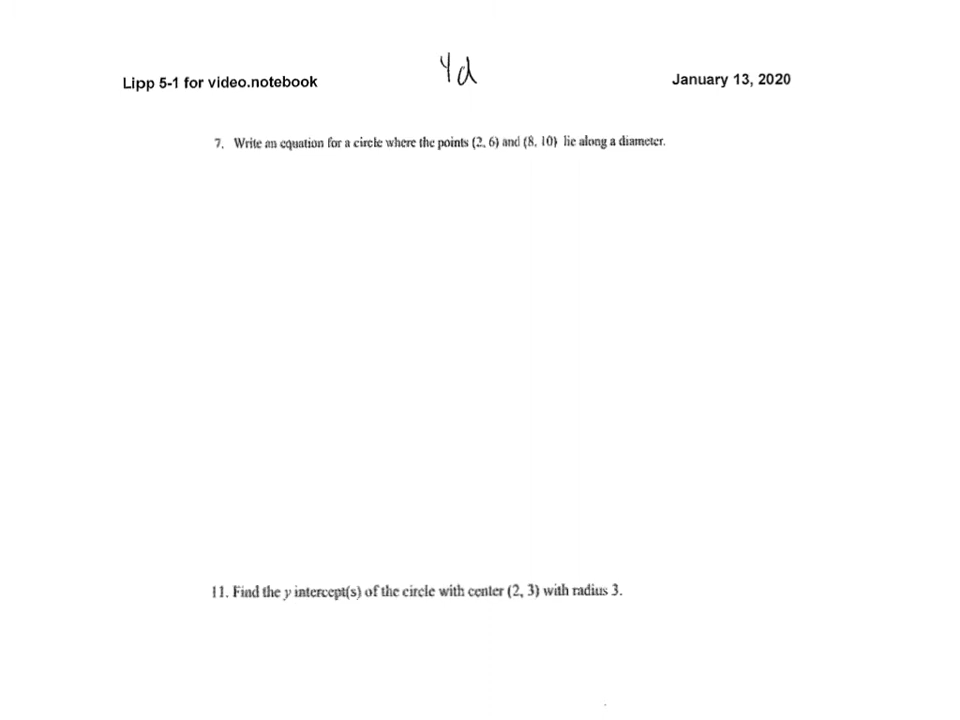 Lipp 5-1 for video.notebook
4d
January 13, 2020
7. Write an equation for a circle where the points (2, 6) and (8, 10) lie along a diameter.
11. Find the y intercept(s) of the circle with center (2, 3) with radius 3.